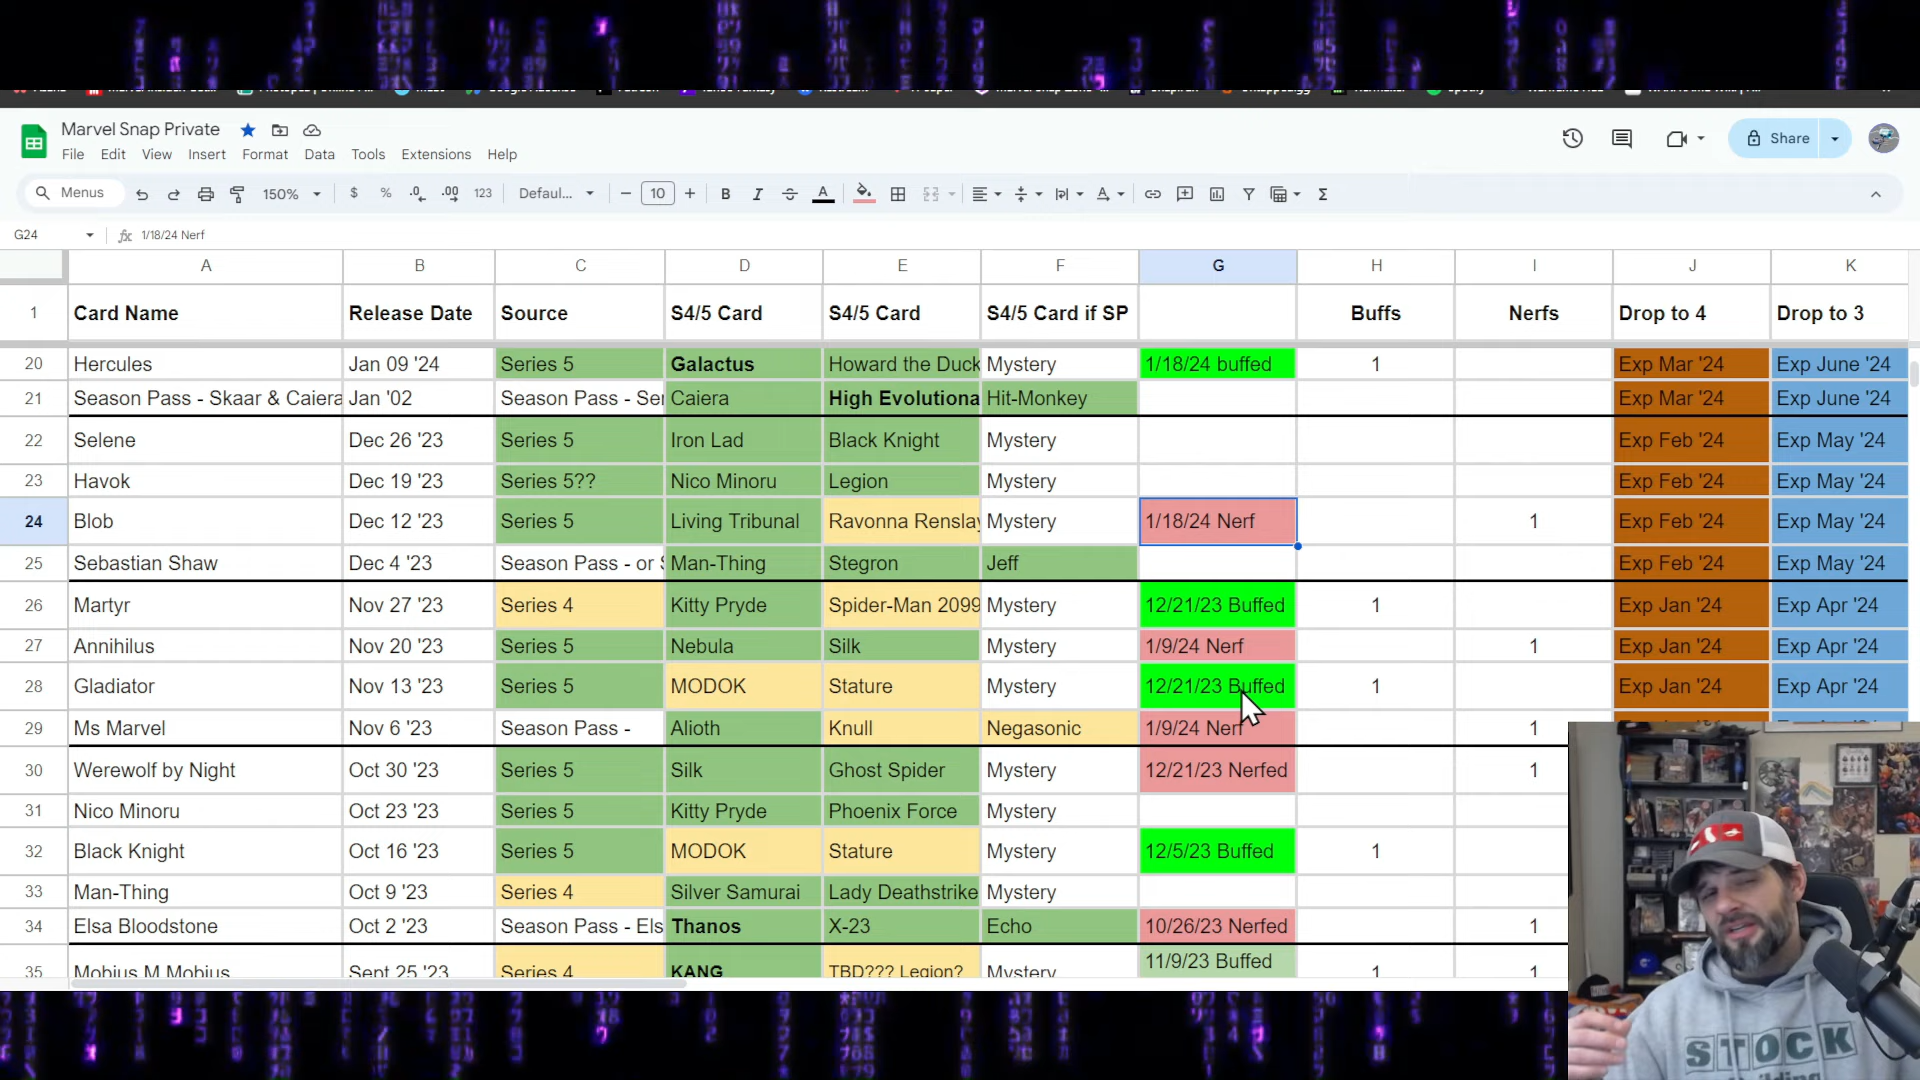 Marvel Snap Private
File Edit View Insert Format Data Tools Extensions Help
Share
Menus 150% $ % .0 .00 123 Defaul... 10 B I A
G24 fx 1/18/24 Nerf
A B C D E F G H I J K
1 Card Name Release Date Source S4/5 Card S4/5 Card S4/5 Card if SP Buffs Nerfs Drop to 4 Drop to 3
20 Hercules Jan 09 '24 Series 5 Galactus Howard the Duck Mystery 1/18/24 buffed 1 Exp Mar '24 Exp June '24
21 Season Pass - Skaar & Caiera Jan '02 Season Pass - Ser Caiera High Evolutiona Hit-Monkey Exp Mar '24 Exp June '24
22 Selene Dec 26 '23 Series 5 Iron Lad Black Knight Mystery Exp Feb '24 Exp May '24
23 Havok Dec 19 '23 Series 5?? Nico Minoru Legion Mystery Exp Feb '24 Exp May '24
24 Blob Dec 12 '23 Series 5 Living Tribunal Ravonna Renslay Mystery 1/18/24 Nerf 1 Exp Feb '24 Exp May '24
25 Sebastian Shaw Dec 4 '23 Season Pass - or S Man-Thing Stegron Jeff Exp Feb '24 Exp May '24
26 Martyr Nov 27 '23 Series 4 Kitty Pryde Spider-Man 2099 Mystery 12/21/23 Buffed 1 Exp Jan '24 Exp Apr '24
27 Annihilus Nov 20 '23 Series 5 Nebula Silk Mystery 1/9/24 Nerf 1 Exp Jan '24 Exp Apr '24
28 Gladiator Nov 13 '23 Series 5 MODOK Stature Mystery 12/21/23 Buffed 1 Exp Jan '24 Exp Apr '24
29 Ms Marvel Nov 6 '23 Season Pass - Alioth Knull Negasonic 1/9/24 Nerf 1
30 Werewolf by Night Oct 30 '23 Series 5 Silk Ghost Spider Mystery 12/21/23 Nerfed 1
31 Nico Minoru Oct 23 '23 Series 5 Kitty Pryde Phoenix Force Mystery
32 Black Knight Oct 16 '23 Series 5 MODOK Stature Mystery 12/5/23 Buffed 1
33 Man-Thing Oct 9 '23 Series 4 Silver Samurai Lady Deathstrike Mystery
34 Elsa Bloodstone Oct 2 '23 Season Pass - Els Thanos X-23 Echo 10/26/23 Nerfed 1
35 Mobius M Mobius Sept 25 '23 Series 4 KANG TBD??? Legion? Mystery 11/9/23 Buffed 1 1
STOCK